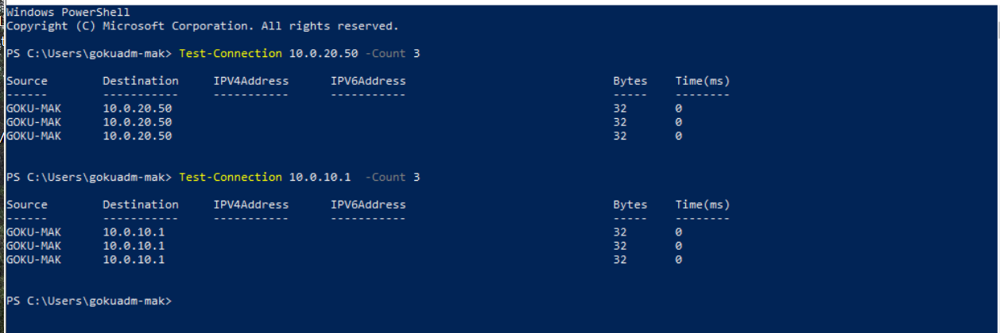 Windows PowerShell
Copyright (C) Microsoft Corporation. All rights reserved.
PS C:\Users\gokuadm-mak> Test-Connection 10.0.20.50 -Count 3
Source Destination IPV4Address IPV6Address Bytes Time(ms)
------ ----------- ----------- ----------- ----- --------
GOKU-MAK 10.0.20.50 32 0
GOKU-MAK 10.0.20.50 32 0
GOKU-MAK 10.0.20.50 32 0
PS C:\Users\gokuadm-mak> Test-Connection 10.0.10.1 -Count 3
Source Destination IPV4Address IPV6Address Bytes Time(ms)
------ ----------- ----------- ----------- ----- --------
GOKU-MAK 10.0.10.1 32 0
GOKU-MAK 10.0.10.1 32 0
GOKU-MAK 10.0.10.1 32 0
PS C:\Users\gokuadm-mak>